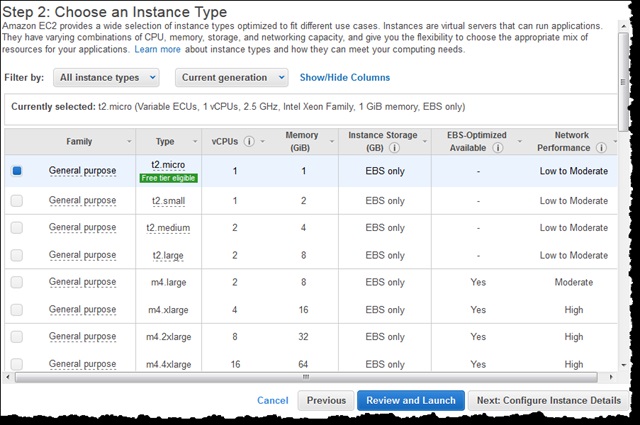 Step 2: Choose an Instance Type
Amazon EC2 provides a wide selection of instance types optimized to fit different use cases. Instances are virtual servers that can run applications.
They have varying combinations of CPU, memory, storage, and networking capacity, and give you the flexibility to choose the appropriate mix of
resources for your applications. Learn more about instance types and how they can meet your computing needs.
Filter by: All instance types Current generation Show/Hide Columns
Currently selected: t2.micro (Variable ECUs, 1 vCPUs, 2.5 GHz, Intel Xeon Family, 1 GiB memory, EBS only)
Family Type vCPUs i Memory (GiB) Instance Storage (GB) i EBS-Optimized Available i Network Performance i
General purpose t2.micro Free tier eligible 1 1 EBS only - Low to Moderate
General purpose t2.small 1 2 EBS only - Low to Moderate
General purpose t2.medium 2 4 EBS only - Low to Moderate
General purpose t2.large 2 8 EBS only - Low to Moderate
General purpose m4.large 2 8 EBS only Yes Moderate
General purpose m4.xlarge 4 16 EBS only Yes High
General purpose m4.2xlarge 8 32 EBS only Yes High
General purpose m4.4xlarge 16 64 EBS only Yes High
Cancel Previous Review and Launch Next: Configure Instance Details